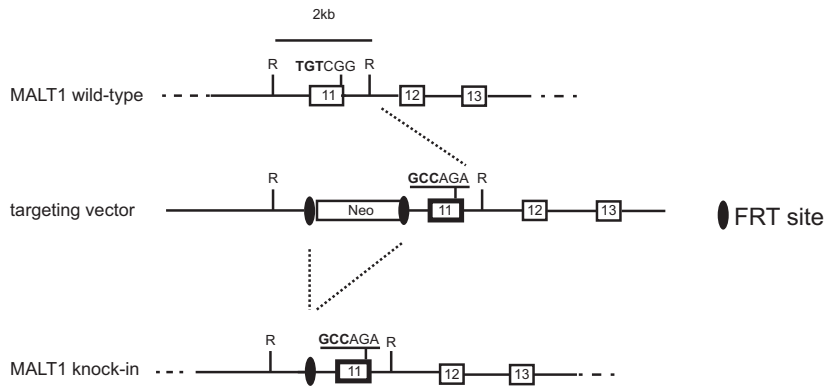 2kb
R TGTCGG R
MALT1 wild-type 11 12 13
GCCAGA
R R
targeting vector Neo 11 12 13 FRT site
GCCAGA
R R
MALT1 knock-in 11 12 13